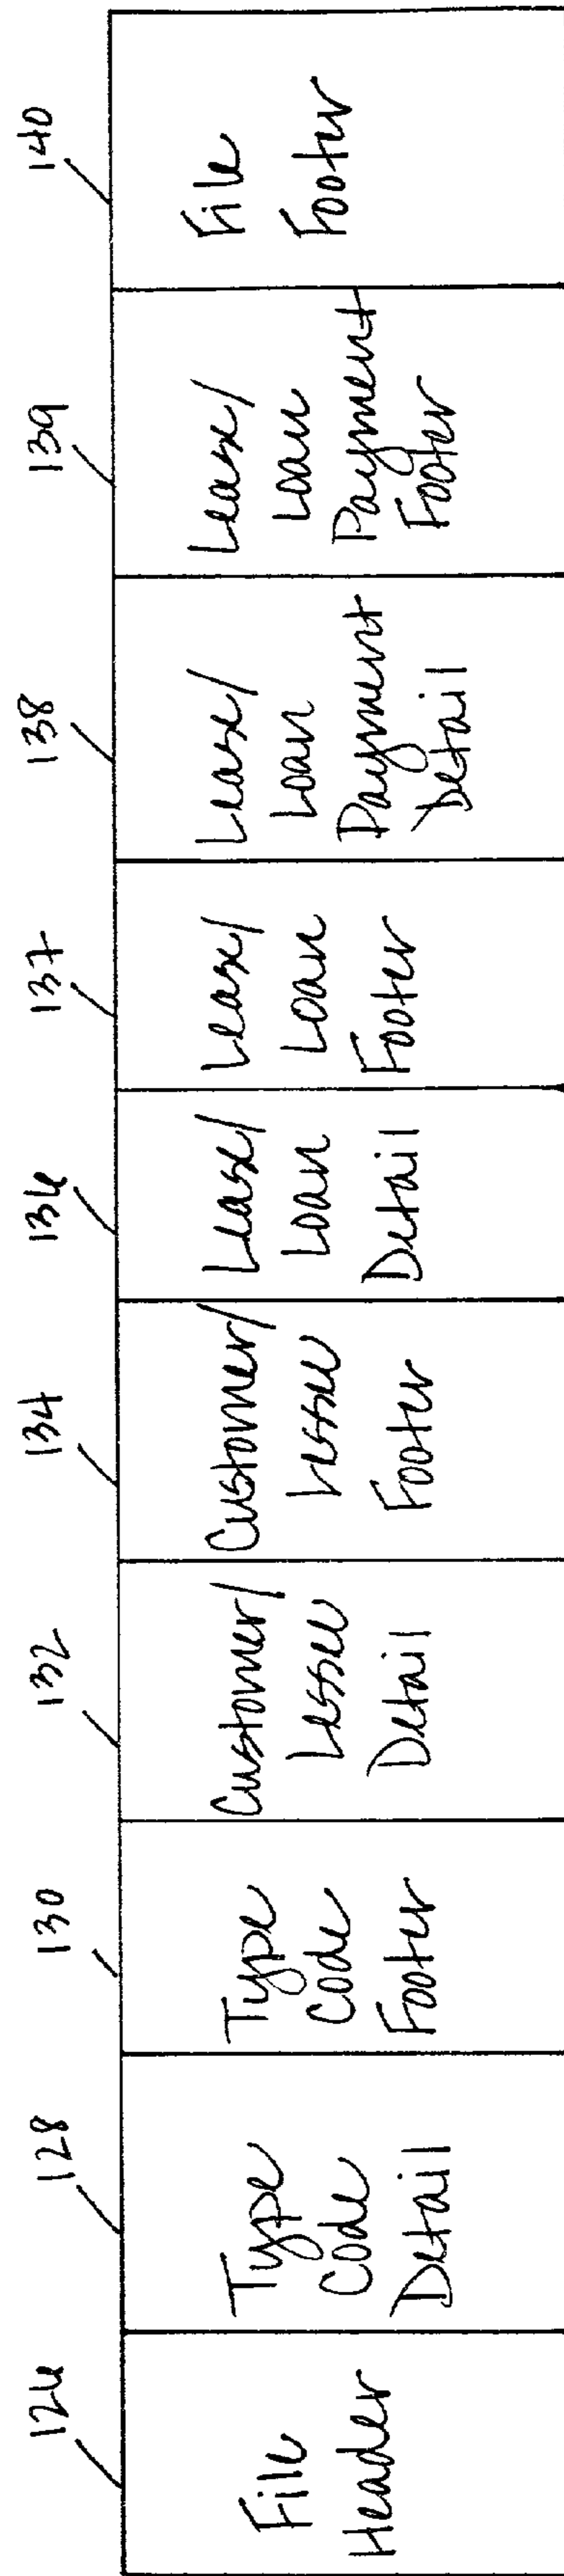 126
128
130
132
134
136
137
138
139
140
File
Header
Type
Code
Detail
Type
Code
Footer
Customer/
Lessee
Detail
Customer/
Lessee
Footer
Lease/
Loan
Detail
Lease/
Loan
Footer
Lease/
Loan
Payment
Detail
Lease/
Loan
Payment
Footer
File
Footer